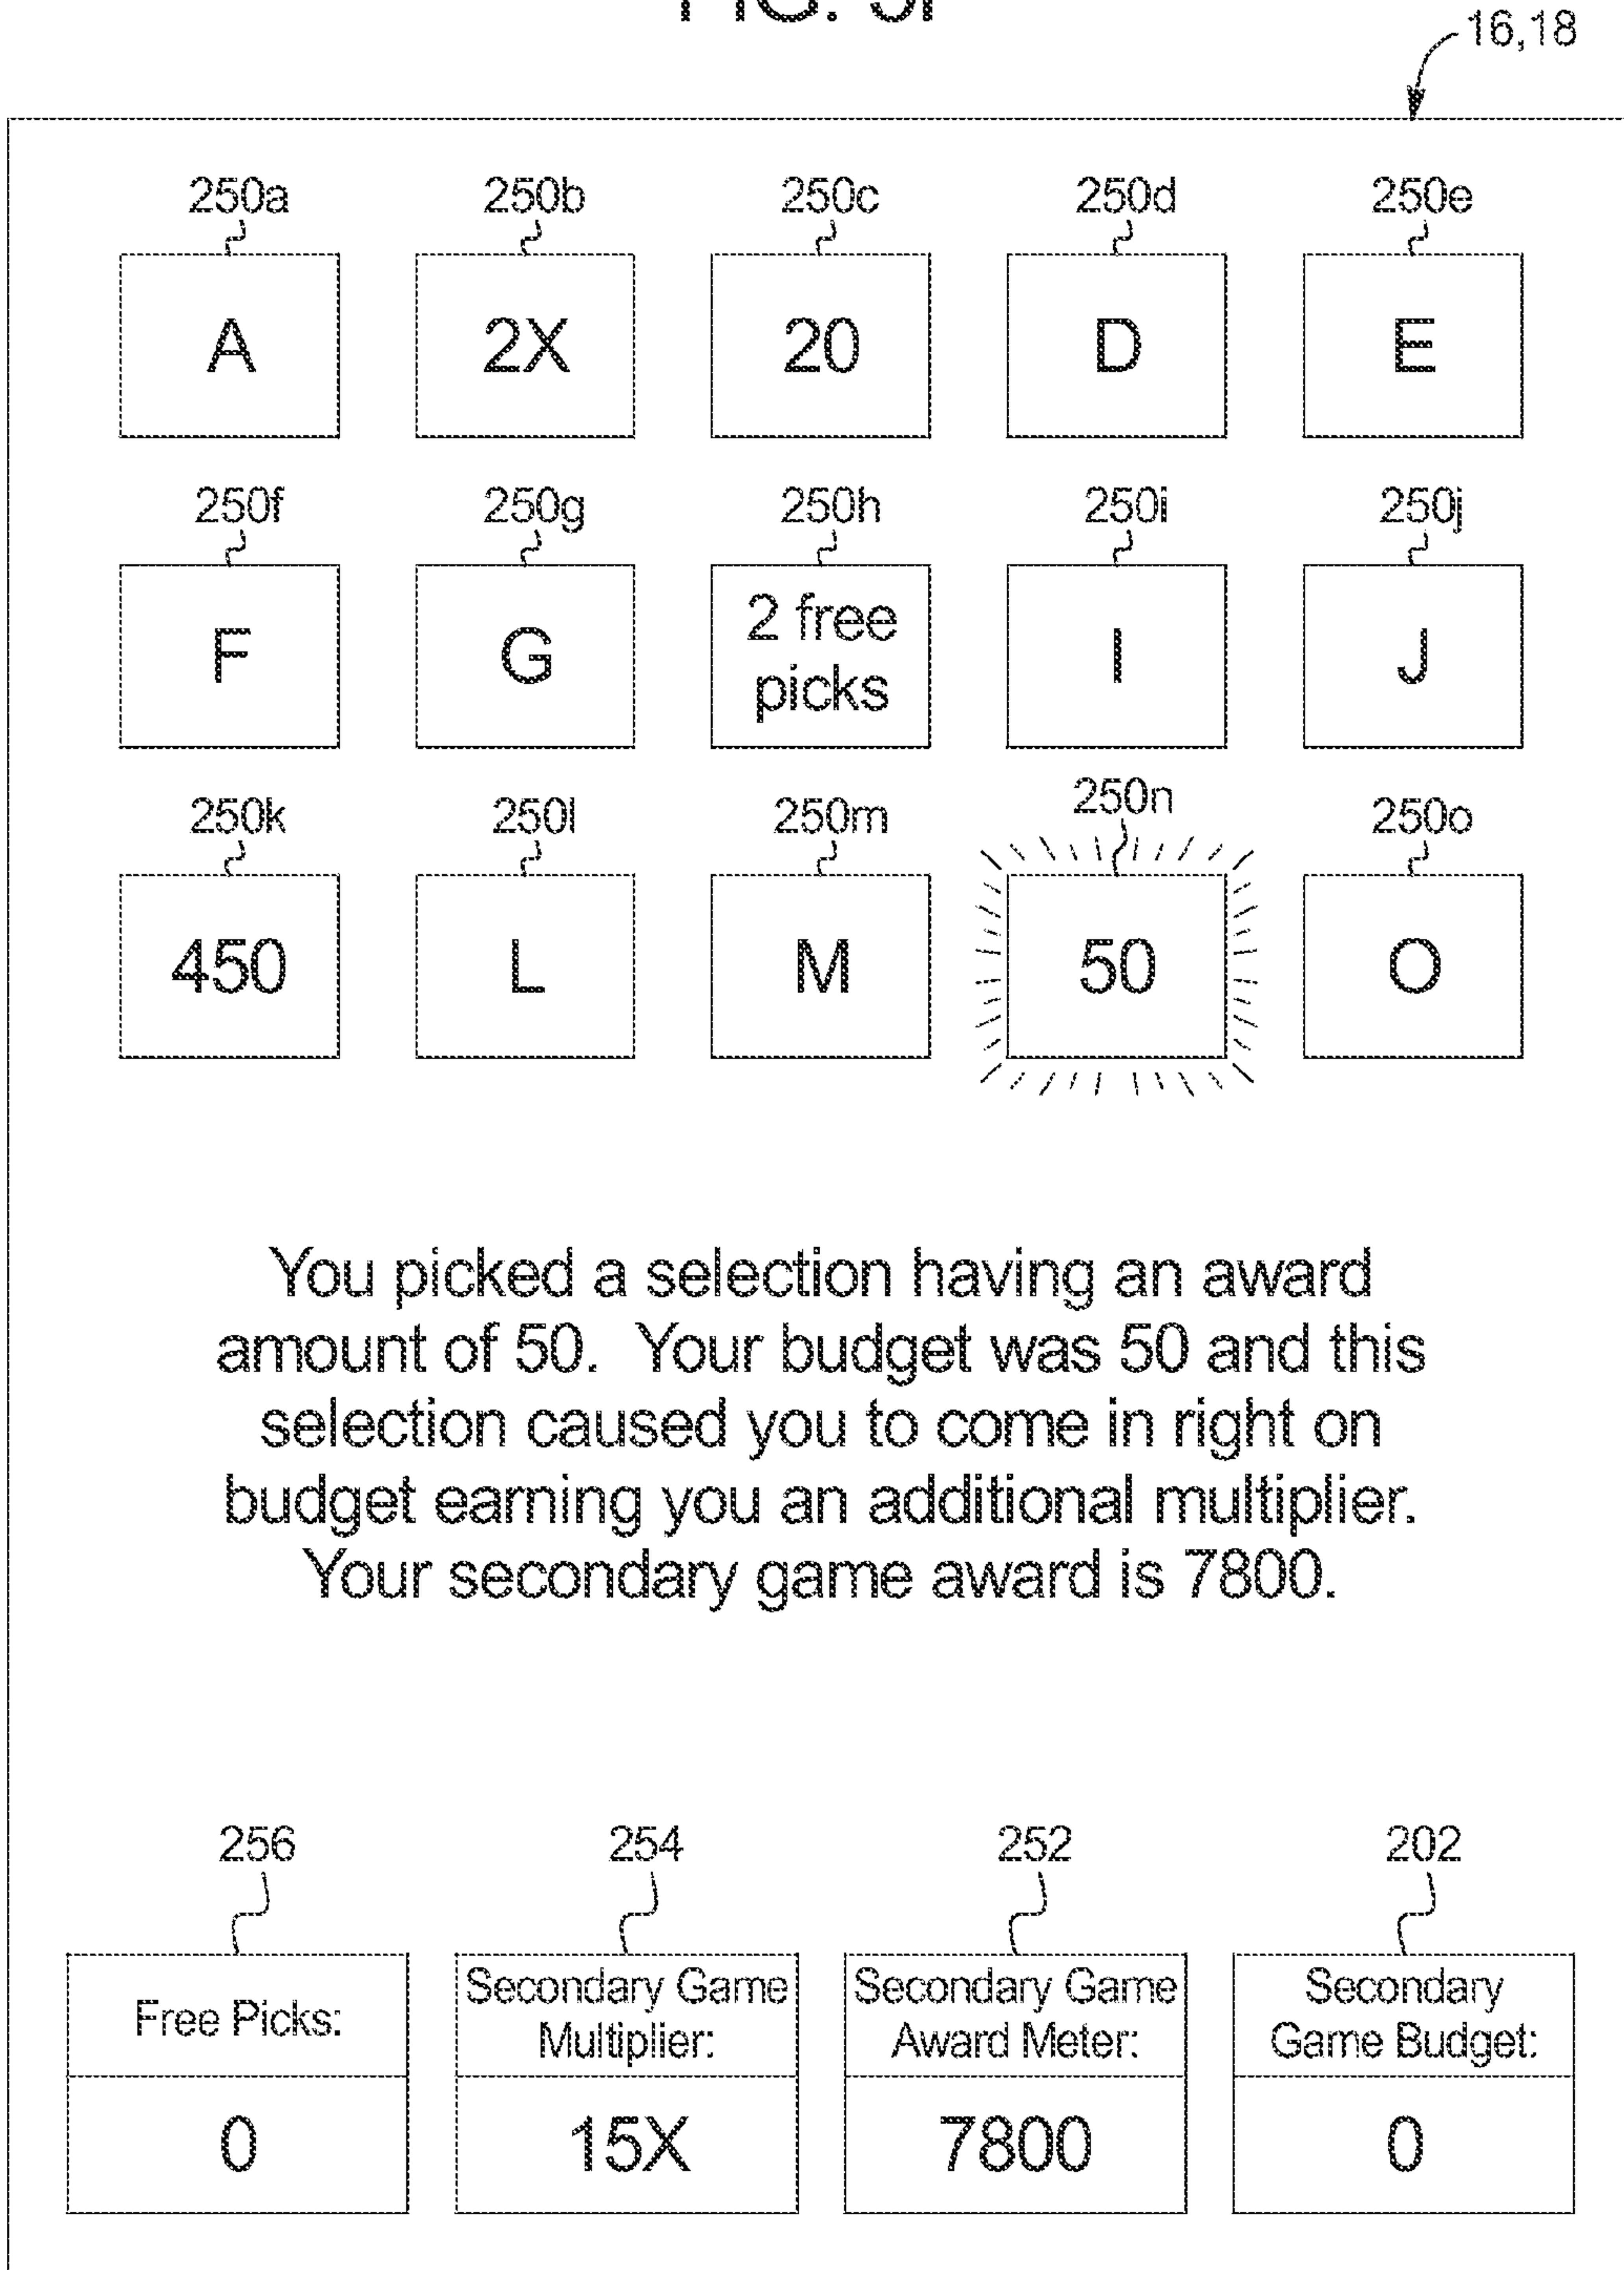 16,18
250a 250b 250c 250d 250e
A 2X 20 D E
250f 250g 250h 250i 250j
F G 2 free picks I J
250k 250l 250m 250n 250o
450 L M 50 O
You picked a selection having an award
amount of 50. Your budget was 50 and this
selection caused you to come in right on
budget earning you an additional multiplier.
Your secondary game award is 7800.
256 254 252 202
Free Picks: Secondary Game Multiplier: Secondary Game Award Meter: Secondary Game Budget:
0 15X 7800 0